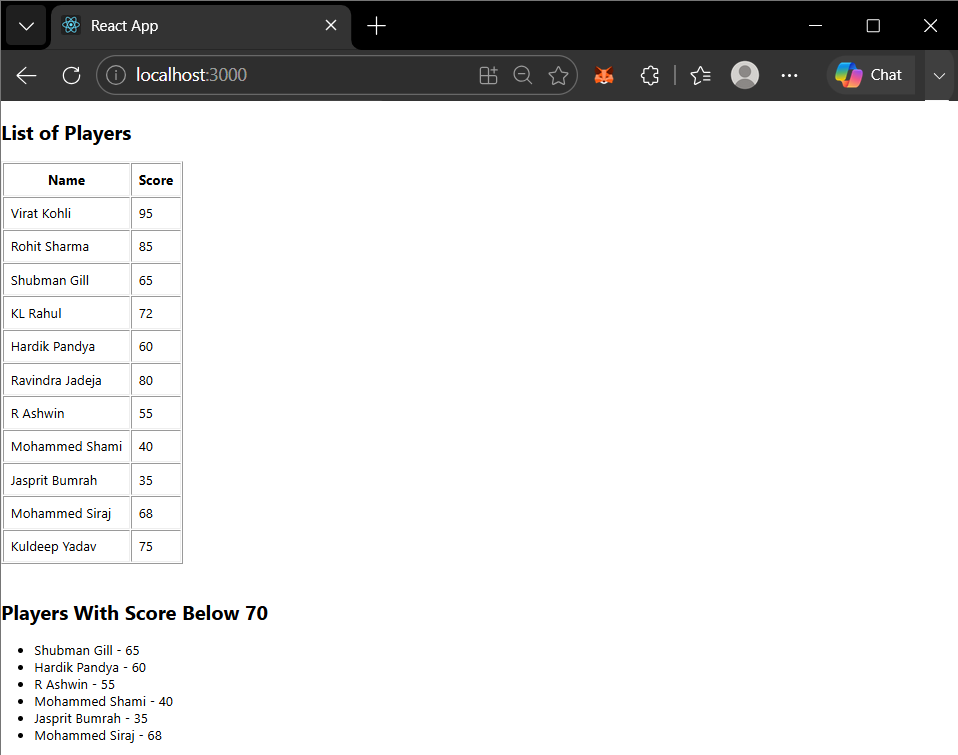 React App
localhost:3000
Chat
List of Players
Name Score
Virat Kohli 95
Rohit Sharma 85
Shubman Gill 65
KL Rahul 72
Hardik Pandya 60
Ravindra Jadeja 80
R Ashwin 55
Mohammed Shami 40
Jasprit Bumrah 35
Mohammed Siraj 68
Kuldeep Yadav 75
Players With Score Below 70
• Shubman Gill - 65
• Hardik Pandya - 60
• R Ashwin - 55
• Mohammed Shami - 40
• Jasprit Bumrah - 35
• Mohammed Siraj - 68